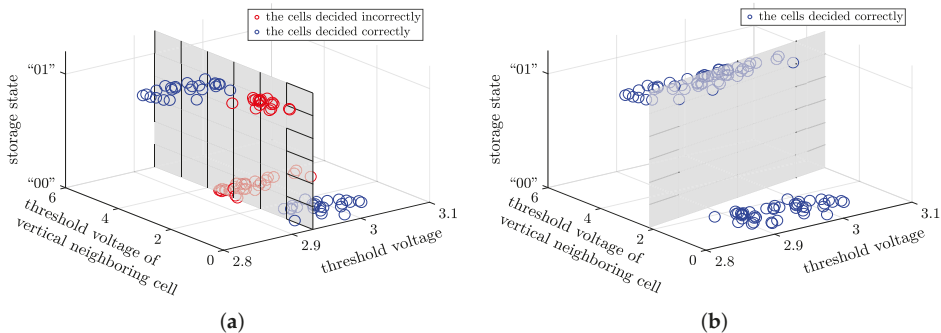 the cells decided incorrectly
the cells decided correctly
storage state
“01”
“00”
6
4
2
0
threshold voltage of
vertical neighboring cell
2.8
2.9
3
3.1
threshold voltage
(a)
the cells decided correctly
storage state
“01”
“00”
6
4
2
0
threshold voltage of
vertical neighboring cell
2.8
2.9
3
3.1
threshold voltage
(b)